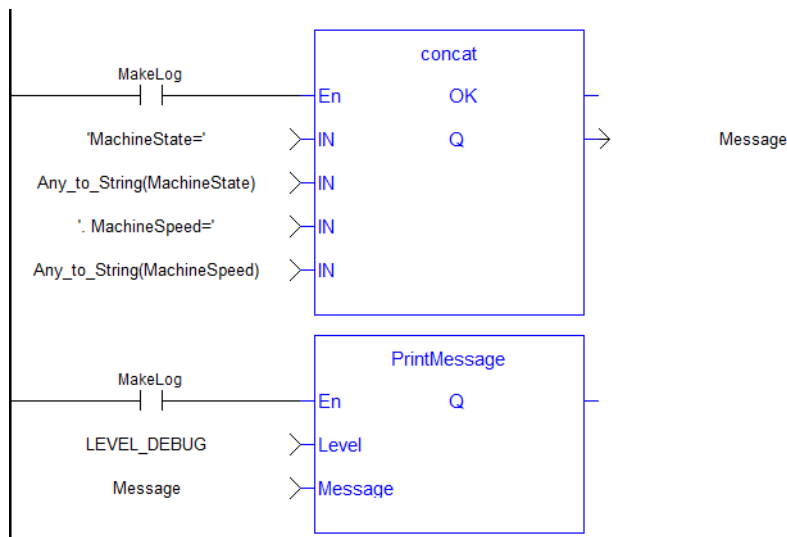 concat
MakeLog
En OK
'MachineState=' IN Q Message
Any_to_String(MachineState) IN
'. MachineSpeed=' IN
Any_to_String(MachineSpeed) IN
PrintMessage
MakeLog
En Q
LEVEL_DEBUG Level
Message Message